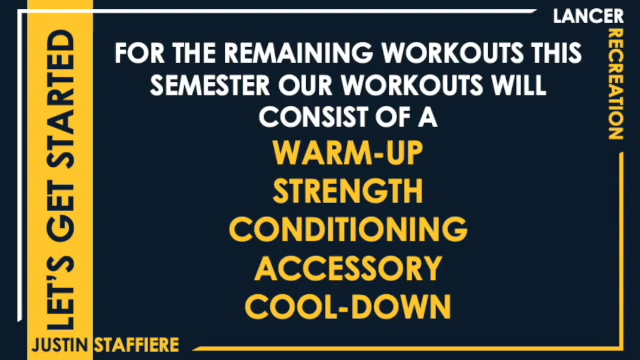 LANCER
RECREATION
LET'S GET STARTED
FOR THE REMAINING WORKOUTS THIS
SEMESTER OUR WORKOUTS WILL
CONSIST OF A
WARM-UP
STRENGTH
CONDITIONING
ACCESSORY
COOL-DOWN
JUSTIN STAFFIERE